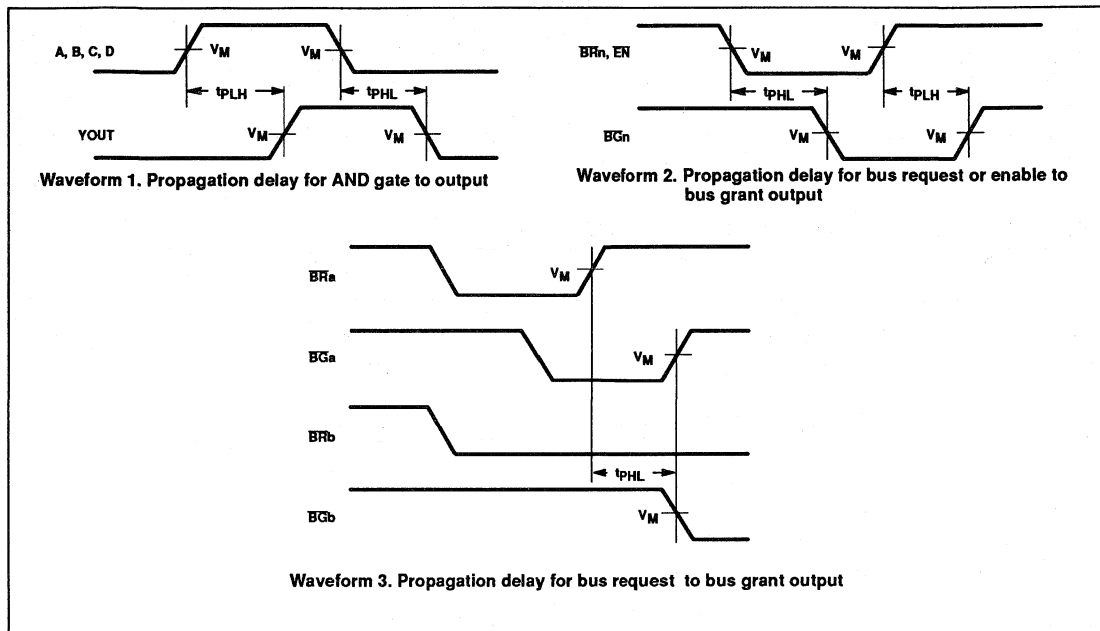 A, B, C, D
VM
VM
tPLH
tPHL
YOUT
VM
VM
Waveform 1. Propagation delay for AND gate to output
BRn, EN
VM
VM
tPHL
tPLH
BGn
VM
VM
Waveform 2. Propagation delay for bus request or enable to
bus grant output
BRa
VM
BGa
VM
BRb
tPHL
BGb
VM
Waveform 3. Propagation delay for bus request to bus grant output